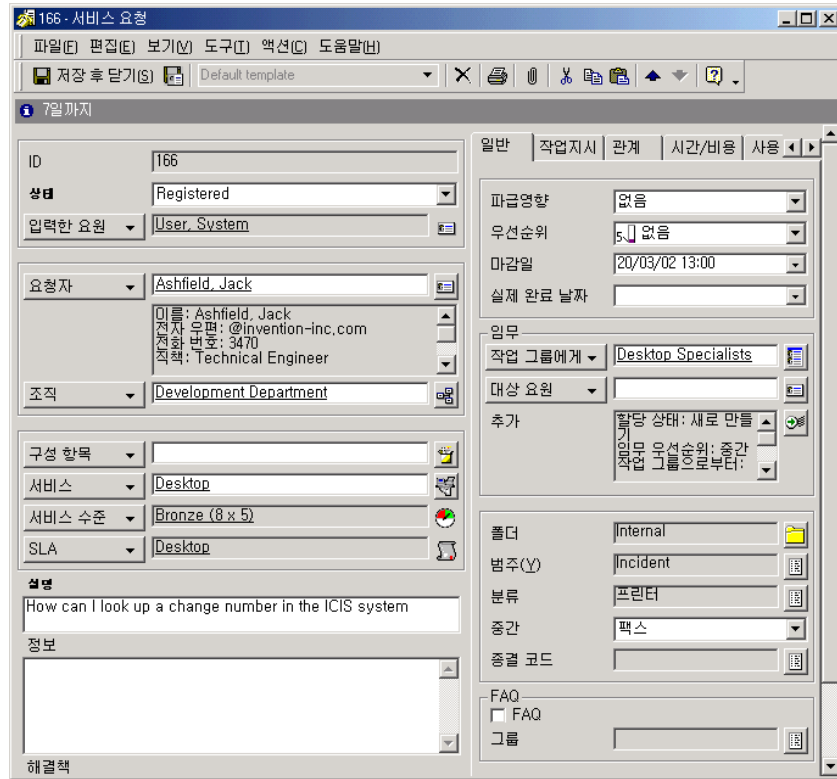 166 - 서비스 요청
파일(F) 편집(E) 보기(V) 도구(T) 액션(C) 도움말(H)
저장 후 닫기(S) Default template
7일까지
ID 166
상태 Registered
입력한 요원 User, System
요청자 Ashfield, Jack
이름: Ashfield, Jack
전자 우편: @invention-inc,com
전화 번호: 3470
직책: Technical Engineer
조직 Development Department
구성 항목
서비스 Desktop
서비스 수준 Bronze (8 x 5)
SLA Desktop
설명
How can I look up a change number in the ICIS system
정보
해결책
일반 작업지시 관계 시간/비용 사용
파급영향 없음
우선순위 5 없음
마감일 20/03/02 13:00
실제 완료 날짜
임무
작업 그룹에게 Desktop Specialists
대상 요원
추가 할당 상태: 새로 만들
기
임무 우선순위: 중간
작업 그룹으로부터:
폴더 Internal
범주(Y) Incident
분류 프린터
중간 팩스
종결 코드
FAQ
FAQ
그룹